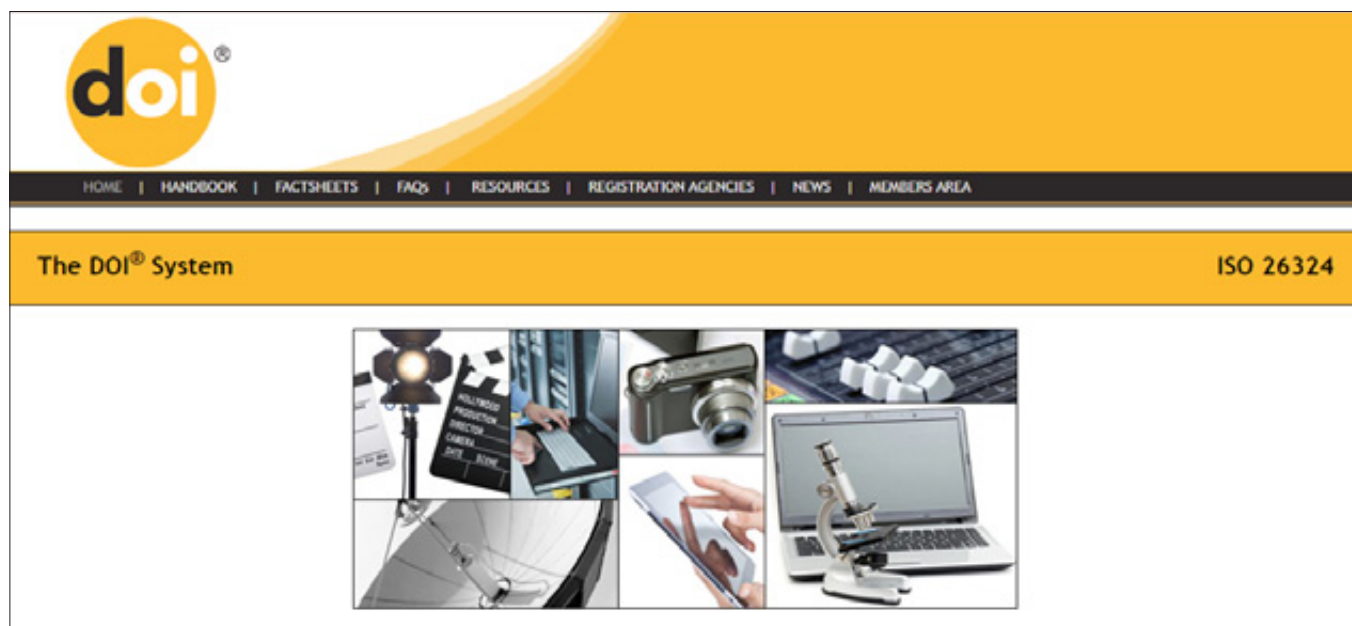 doi®
HOME | HANDBOOK | FACTSHEETS | FAQs | RESOURCES | REGISTRATION AGENCIES | NEWS | MEMBERS AREA
The DOI® System
ISO 26324
HOLLYWOOD
PRODUCTION
DIRECTOR
CAMERA
DATE SCENE